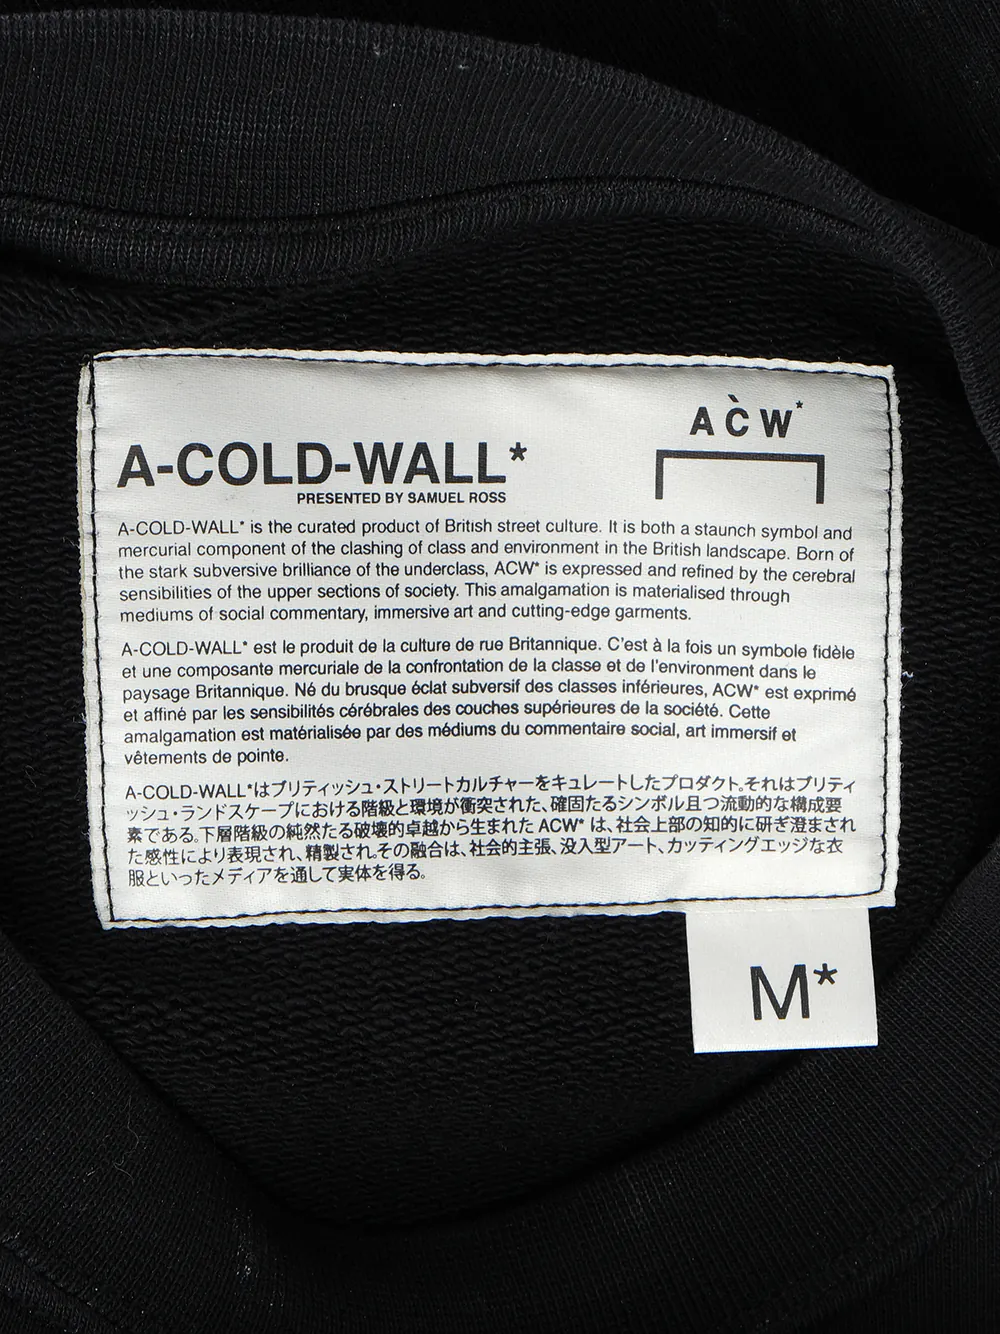 A-COLD-WALL*
PRESENTED BY SAMUEL ROSS
AC̀W*
A-COLD-WALL* is the curated product of British street culture. It is both a staunch symbol and
mercurial component of the clashing of class and environment in the British landscape. Born of
the stark subversive brilliance of the underclass, ACW* is expressed and refined by the cerebral
sensibilities of the upper sections of society. This amalgamation is materialised through
mediums of social commentary, immersive art and cutting-edge garments.
A-COLD-WALL* est le produit de la culture de rue Britannique. C'est à la fois un symbole fidèle
et une composante mercuriale de la confrontation de la classe et de l'environment dans le
paysage Britannique. Né du brusque éclat subversif des classes inférieures, ACW* est exprimé
et affiné par les sensibilités cérébrales des couches supérieures de la société. Cette
amalgamation est matérialisée par des médiums du commentaire social, art immersif et
vêtements de pointe.
A-COLD-WALL*はブリティッシュ・ストリートカルチャーをキュレートしたプロダクト。それはブリティ
ッシュ・ランドスケープにおける階級と環境が衝突された、確固たるシンボル且つ流動的な構成要
素である。下層階級の純然たる破壊的卓越から生まれた ACW* は、社会上部の知的に研ぎ澄まされ
た感性により表現され、精製され。その融合は、社会的主張、没入型アート、カッティングエッジな衣
服といったメディアを通して実体を得る。
M*